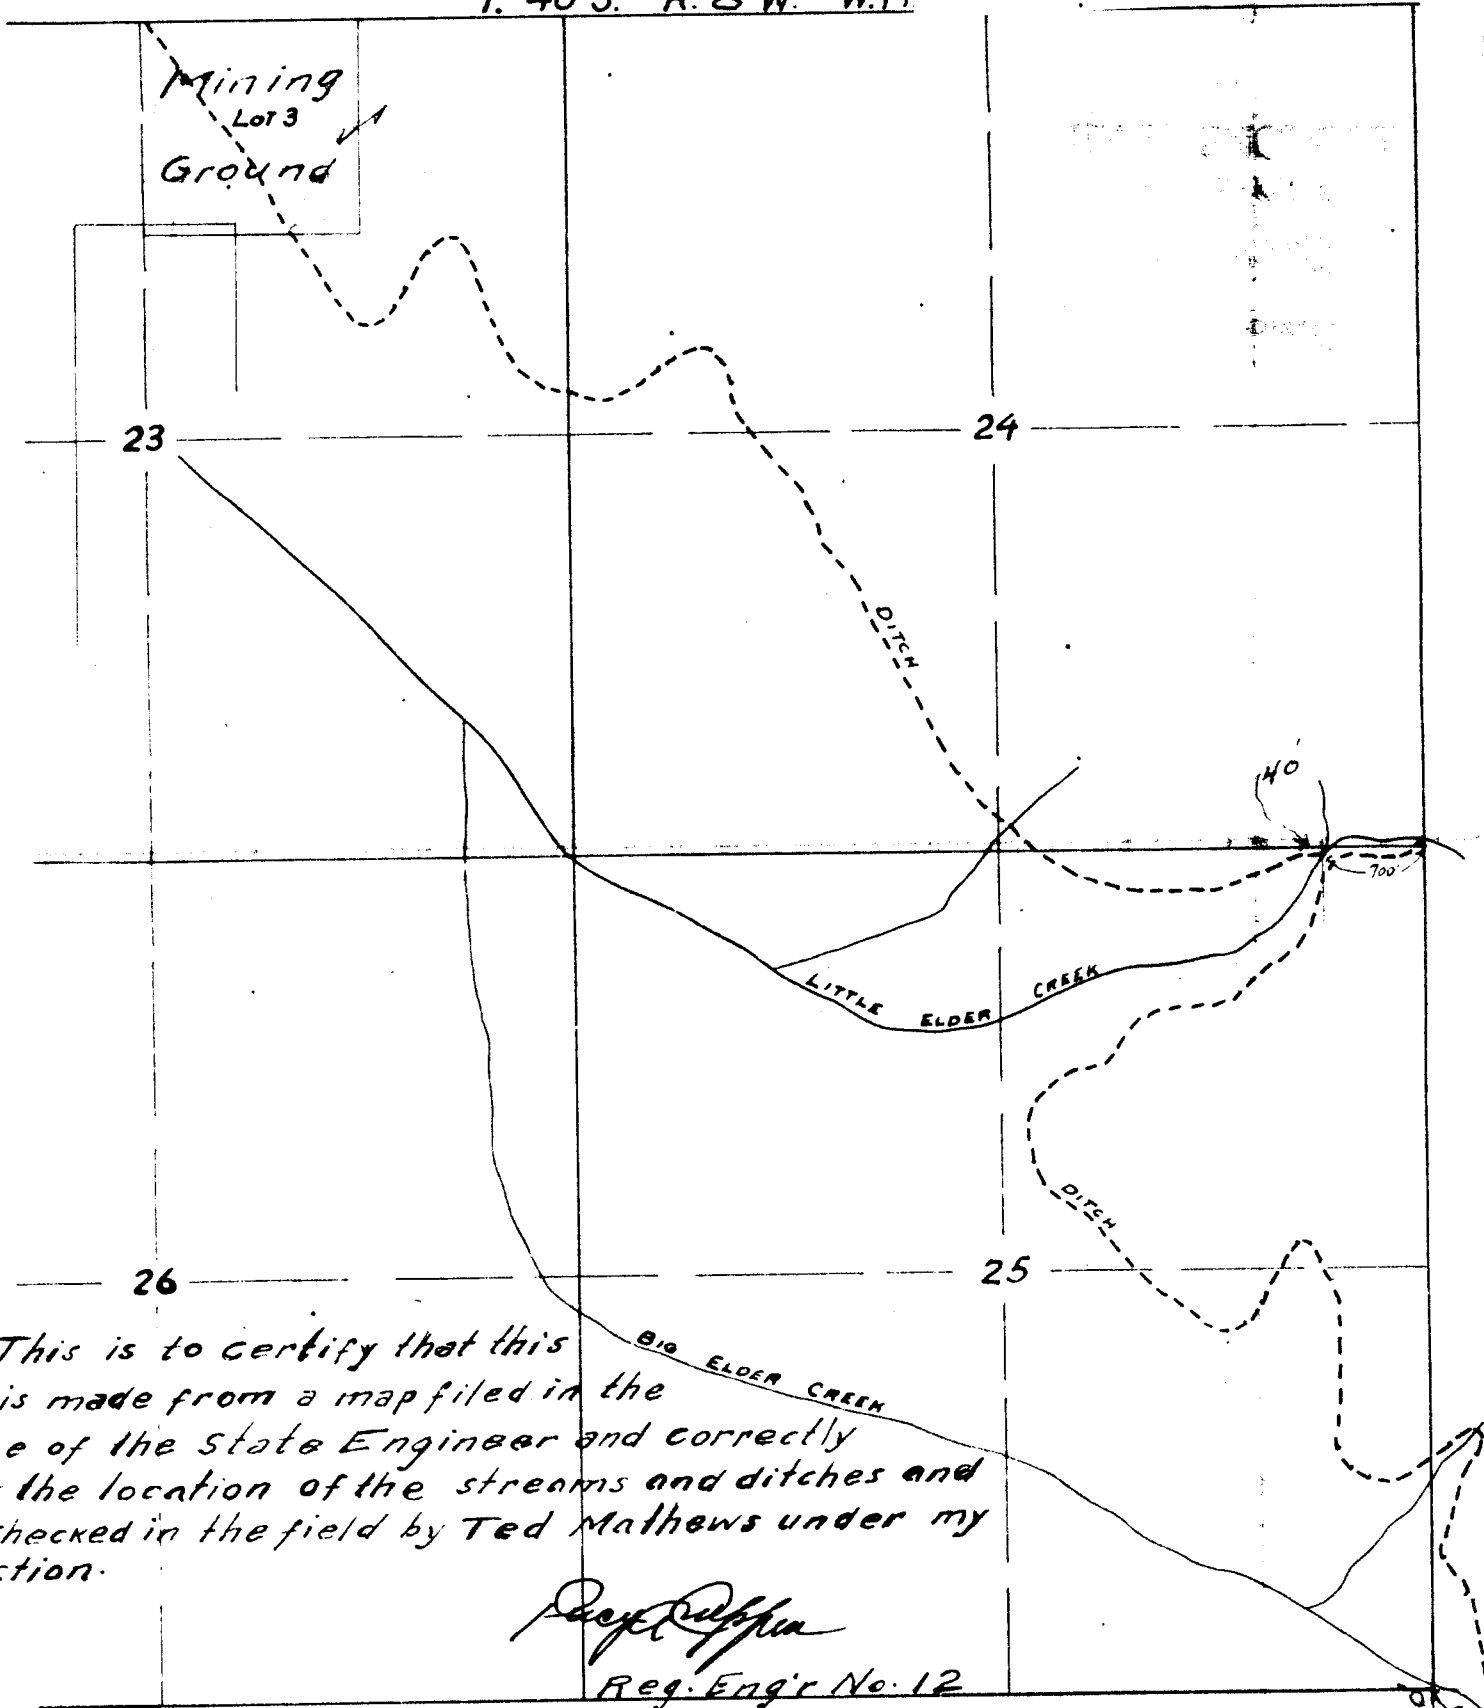 T. 40 S. R. 8 W. W.M
Mining
Lot 3
Ground
23
24
DITCH
40'
700'
LITTLE ELDER CREEK
DITCH
26
25
BIG ELDER CREEK
This is to certify that this
is made from a map filed in the
e of the State Engineer and correctly
the location of the streams and ditches and
checked in the field by Ted Mathews under my
ction.
Reg. Eng'r No. 12